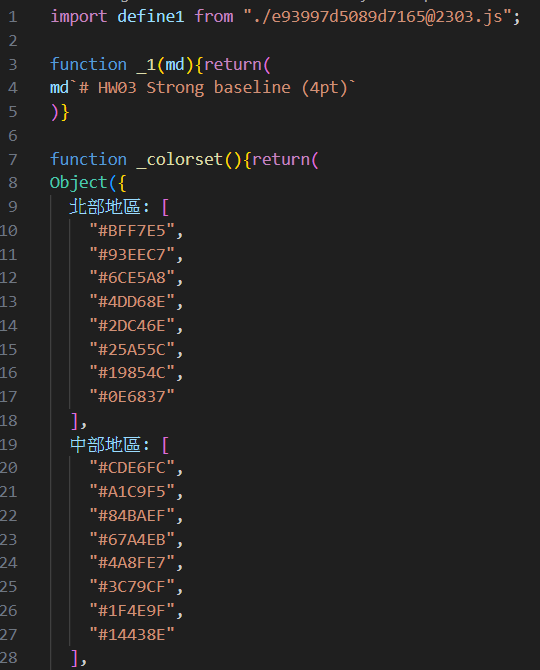 1 import define1 from "./e93997d5089d7165@2303.js";
2
3 function _1(md){return(
4 md`# HW03 Strong baseline (4pt)`
5 )}
6
7 function _colorset(){return(
8 Object({
9 北部地區: [
10 "#BFF7E5",
11 "#93EEC7",
12 "#6CE5A8",
13 "#4DD68E",
14 "#2DC46E",
15 "#25A55C",
16 "#19854C",
17 "#0E6837"
18 ],
19 中部地區: [
20 "#CDE6FC",
21 "#A1C9F5",
22 "#84BAEF",
23 "#67A4EB",
24 "#4A8FE7",
25 "#3C79CF",
26 "#1F4E9F",
27 "#14438E"
28 ],